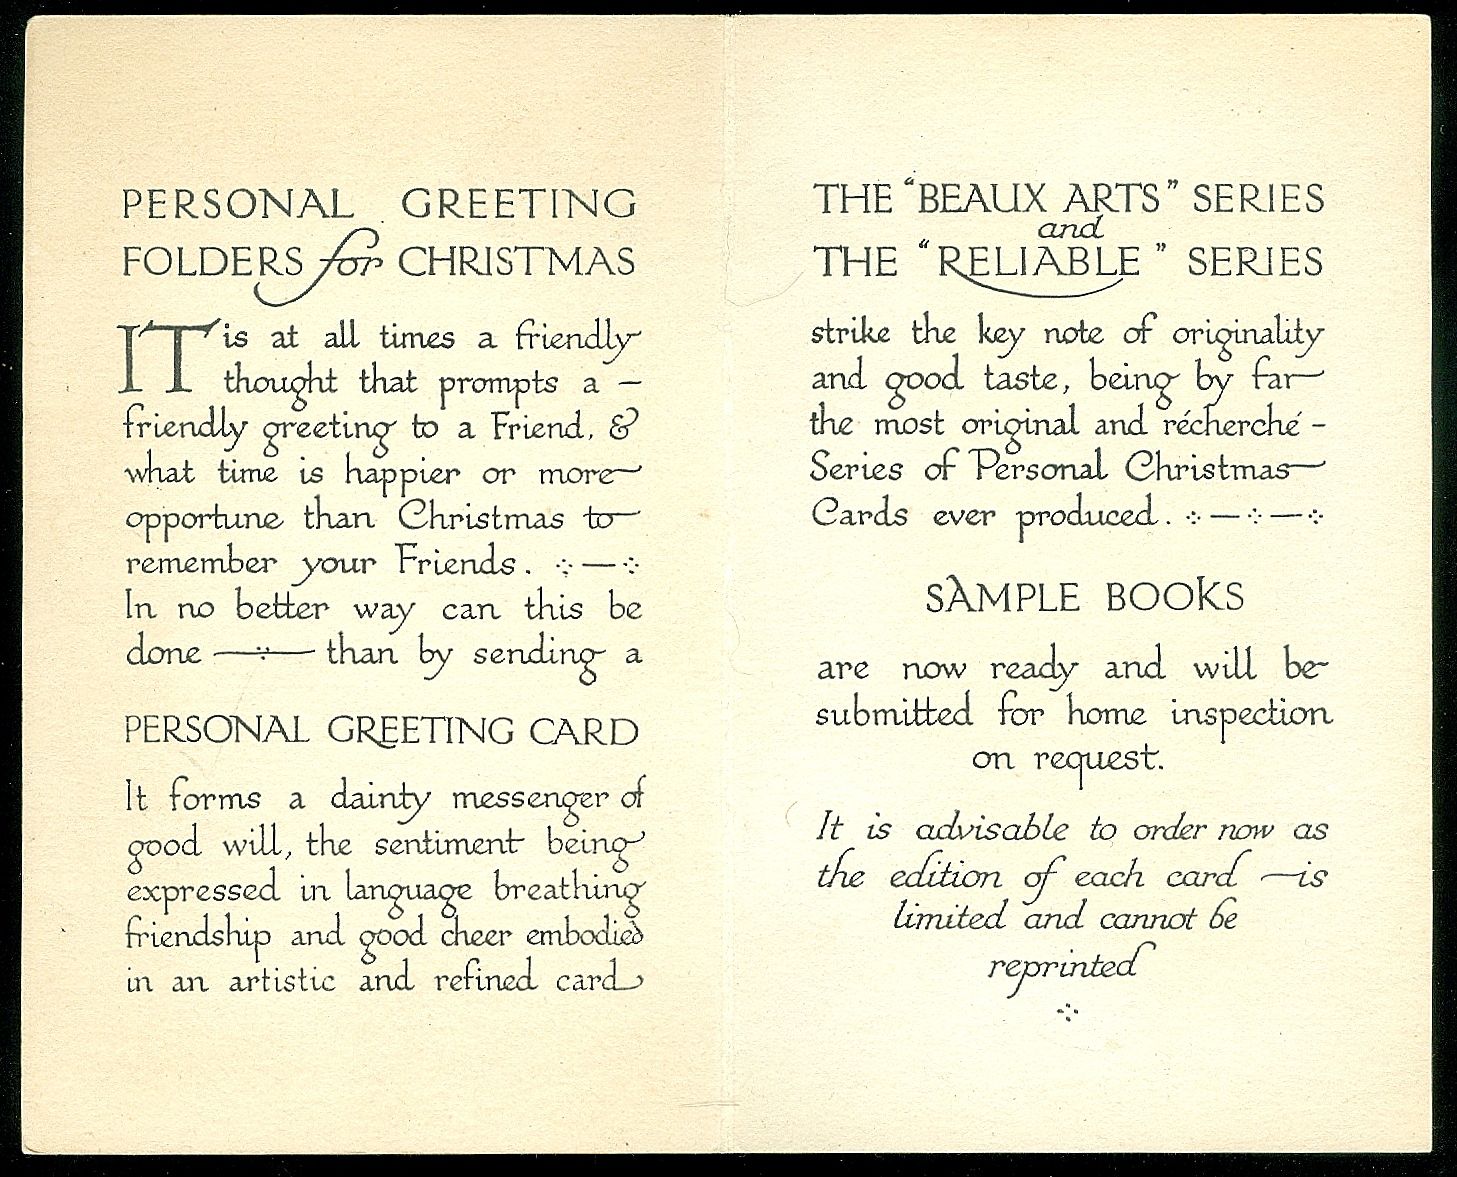 PERSONAL GREETING
FOLDERS for CHRISTMAS
IT is at all times a friendly
thought that prompts a —
friendly greeting to a Friend, &
what time is happier or more
opportune than Christmas to
remember your Friends. ⁘ — ⁘
In no better way can this be
done —⁘— than by sending a
PERSONAL GREETING CARD
It forms a dainty messenger of
good will, the sentiment being
expressed in language breathing
friendship and good cheer embodied
in an artistic and refined card
THE "BEAUX ARTS" SERIES
and
THE "RELIABLE" SERIES
strike the key note of originality
and good taste, being by far
the most original and récherché -
Series of Personal Christmas
Cards ever produced. ⁘ — ⁘ — ⁘
SAMPLE BOOKS
are now ready and will be
submitted for home inspection
on request.
It is advisable to order now as
the edition of each card — is
limited and cannot be
reprinted
⁘